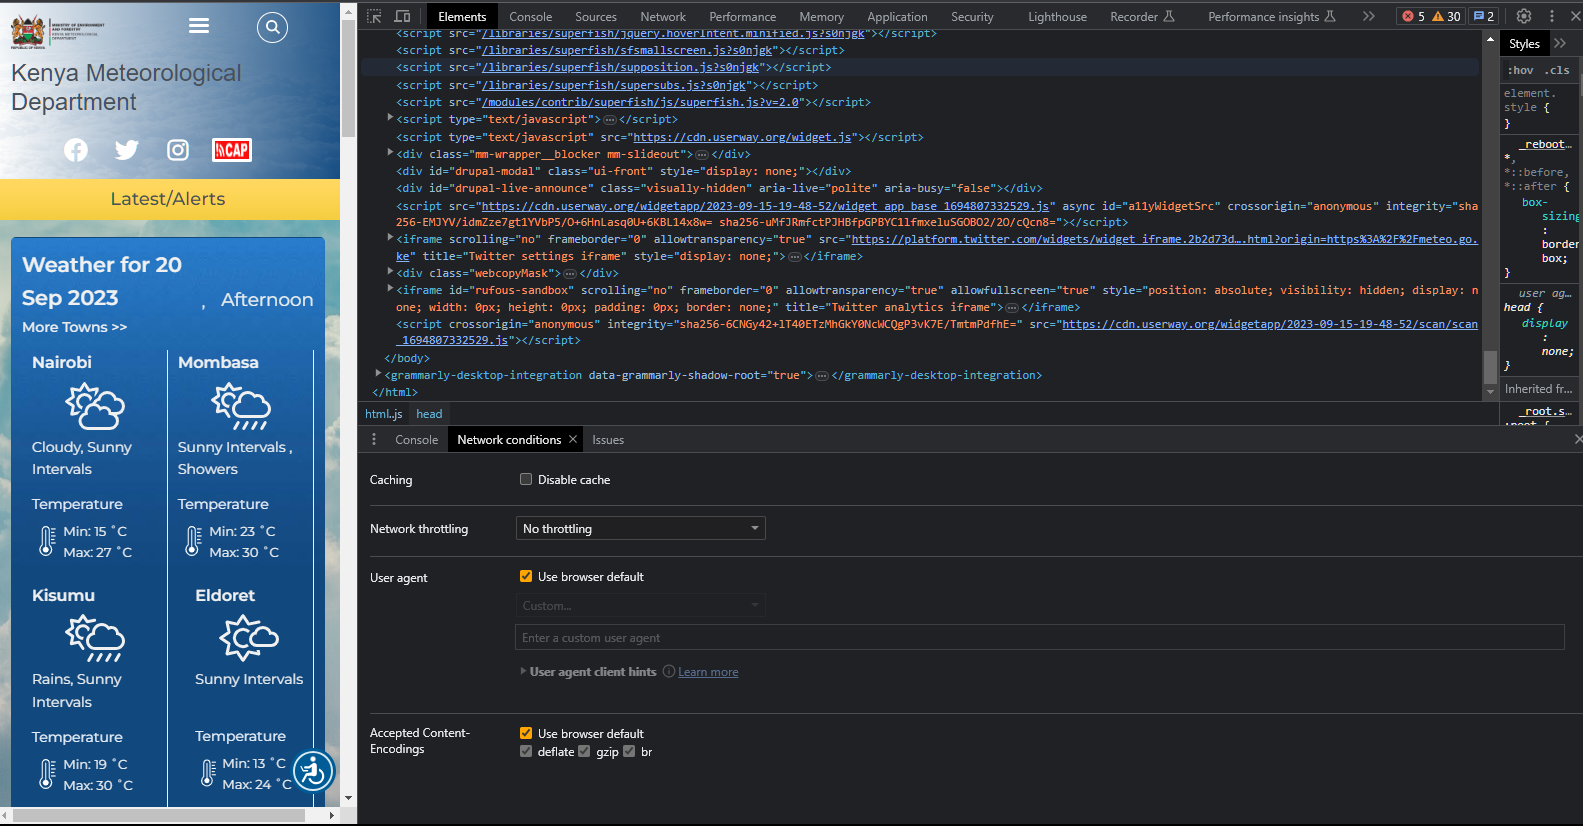 MINISTRY OF ENVIRONMENT
AND FORESTRY
KENYA METEOROLOGICAL
DEPARTMENT
REPUBLIC OF KENYA
Kenya Meteorological
Department
CAP
Latest/Alerts
Weather for 20
Sep 2023 , Afternoon
More Towns >>
Nairobi
Cloudy, Sunny
Intervals
Temperature
Min: 15 ˚C
Max: 27 ˚C
Mombasa
Sunny Intervals ,
Showers
Temperature
Min: 23 ˚C
Max: 30 ˚C
Kisumu
Rains, Sunny
Intervals
Temperature
Min: 19 ˚C
Max: 30 ˚C
Eldoret
Sunny Intervals
Temperature
Min: 13 ˚C
Max: 24 ˚C
Elements Console Sources Network Performance Memory Application Security Lighthouse Recorder Performance insights >> 5 30 2
<script src="/libraries/superfish/jquery.hoverIntent.minified.js?s0njgk"></script>
<script src="/libraries/superfish/sfsmallscreen.js?s0njgk"></script>
<script src="/libraries/superfish/supposition.js?s0njgk"></script>
<script src="/libraries/superfish/supersubs.js?s0njgk"></script>
<script src="/modules/contrib/superfish/js/superfish.js?v=2.0"></script>
<script type="text/javascript">…</script>
<script type="text/javascript" src="https://cdn.userway.org/widget.js"></script>
<div class="mm-wrapper__blocker mm-slideout">…</div>
<div id="drupal-modal" class="ui-front" style="display: none;"></div>
<div id="drupal-live-announce" class="visually-hidden" aria-live="polite" aria-busy="false"></div>
<script src="https://cdn.userway.org/widgetapp/2023-09-15-19-48-52/widget_app_base_1694807332529.js" async id="a11yWidgetSrc" crossorigin="anonymous" integrity="sha
256-EMJYV/idmZze7gt1YVbP5/O+6HnLasq0U+6KBL14x8w= sha256-uMfJRmfctPJHBfpGPBYC1lfmxeluSGOBO2/2O/cQcn8="></script>
<iframe scrolling="no" frameborder="0" allowtransparency="true" src="https://platform.twitter.com/widgets/widget_iframe.2b2d73d….html?origin=https%3A%2F%2Fmeteo.go.
ke" title="Twitter settings iframe" style="display: none;">…</iframe>
<div class="webcopyMask">…</div>
<iframe id="rufous-sandbox" scrolling="no" frameborder="0" allowtransparency="true" allowfullscreen="true" style="position: absolute; visibility: hidden; display: n
one; width: 0px; height: 0px; padding: 0px; border: none;" title="Twitter analytics iframe">…</iframe>
<script crossorigin="anonymous" integrity="sha256-6CNGy42+lT40ETzMhGkY0NcWCQgP3vK7E/TmtmPdfhE=" src="https://cdn.userway.org/widgetapp/2023-09-15-19-48-52/scan/scan
_1694807332529.js"></script>
</body>
<grammarly-desktop-integration data-grammarly-shadow-root="true">…</grammarly-desktop-integration>
</html>
html.js head
Styles >>
:hov .cls
element.
style {
}
_reboot…
*,
*::before,
*::after {
box-
sizing
:
border
box;
}
user ag…
head {
display
:
none;
}
Inherited fr…
_root.s…
:root {
Console Network conditions × Issues
Caching Disable cache
Network throttling No throttling
User agent Use browser default
Custom...
Enter a custom user agent
User agent client hints Learn more
Accepted Content-
Encodings
Use browser default
deflate gzip br